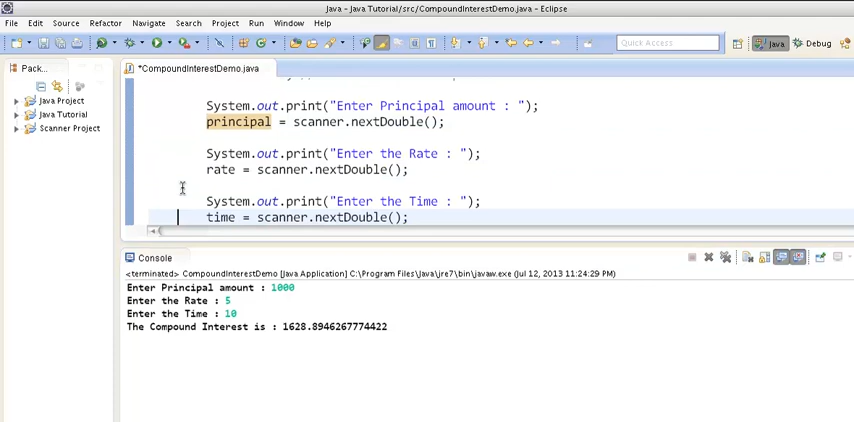 Java - Java Tutorial/src/CompoundInterestDemo.java - Eclipse
File Edit Source Refactor Navigate Search Project Run Window Help
Quick Access Java Debug
Pack... *CompoundInterestDemo.java
Java Project
Java Tutorial
Scanner Project
System.out.print("Enter Principal amount : ");
principal = scanner.nextDouble();
System.out.print("Enter the Rate : ");
rate = scanner.nextDouble();
System.out.print("Enter the Time : ");
time = scanner.nextDouble();
Console
<terminated> CompoundInterestDemo [Java Application] C:\Program Files\Java\jre7\bin\javaw.exe (Jul 12, 2013 11:24:29 PM)
Enter Principal amount : 1000
Enter the Rate : 5
Enter the Time : 10
The Compound Interest is : 1628.8946267774422